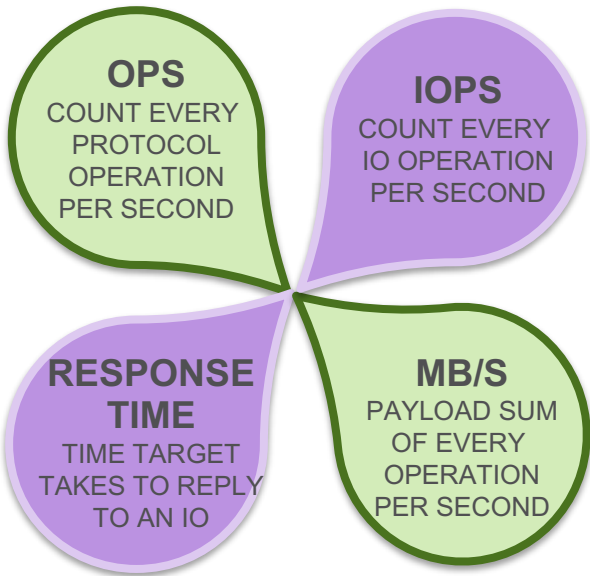 OPS
COUNT EVERY
PROTOCOL
OPERATION
PER SECOND
IOPS
COUNT EVERY
IO OPERATION
PER SECOND
RESPONSE
TIME
TIME TARGET
TAKES TO REPLY
TO AN IO
MB/S
PAYLOAD SUM
OF EVERY
OPERATION
PER SECOND